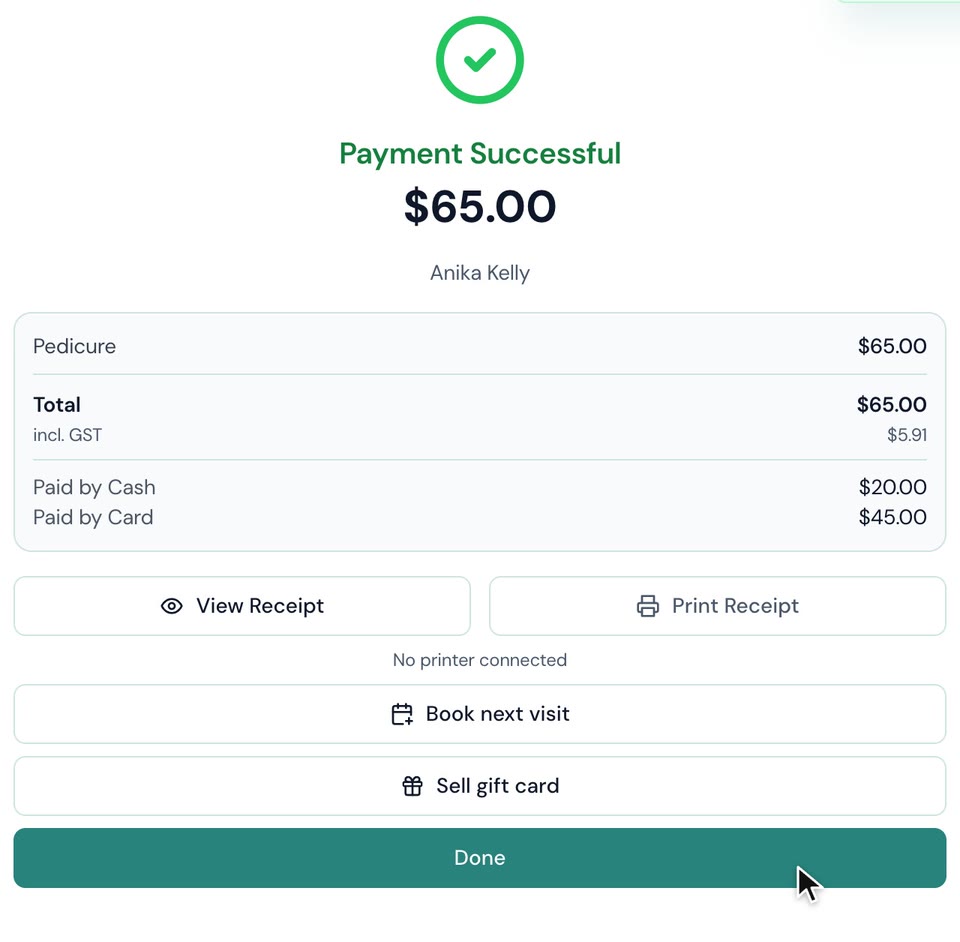 Payment Successful
$65.00
Anika Kelly
Pedicure $65.00
Total $65.00
incl. GST $5.91
Paid by Cash $20.00
Paid by Card $45.00
View Receipt Print Receipt
No printer connected
Book next visit
Sell gift card
Done